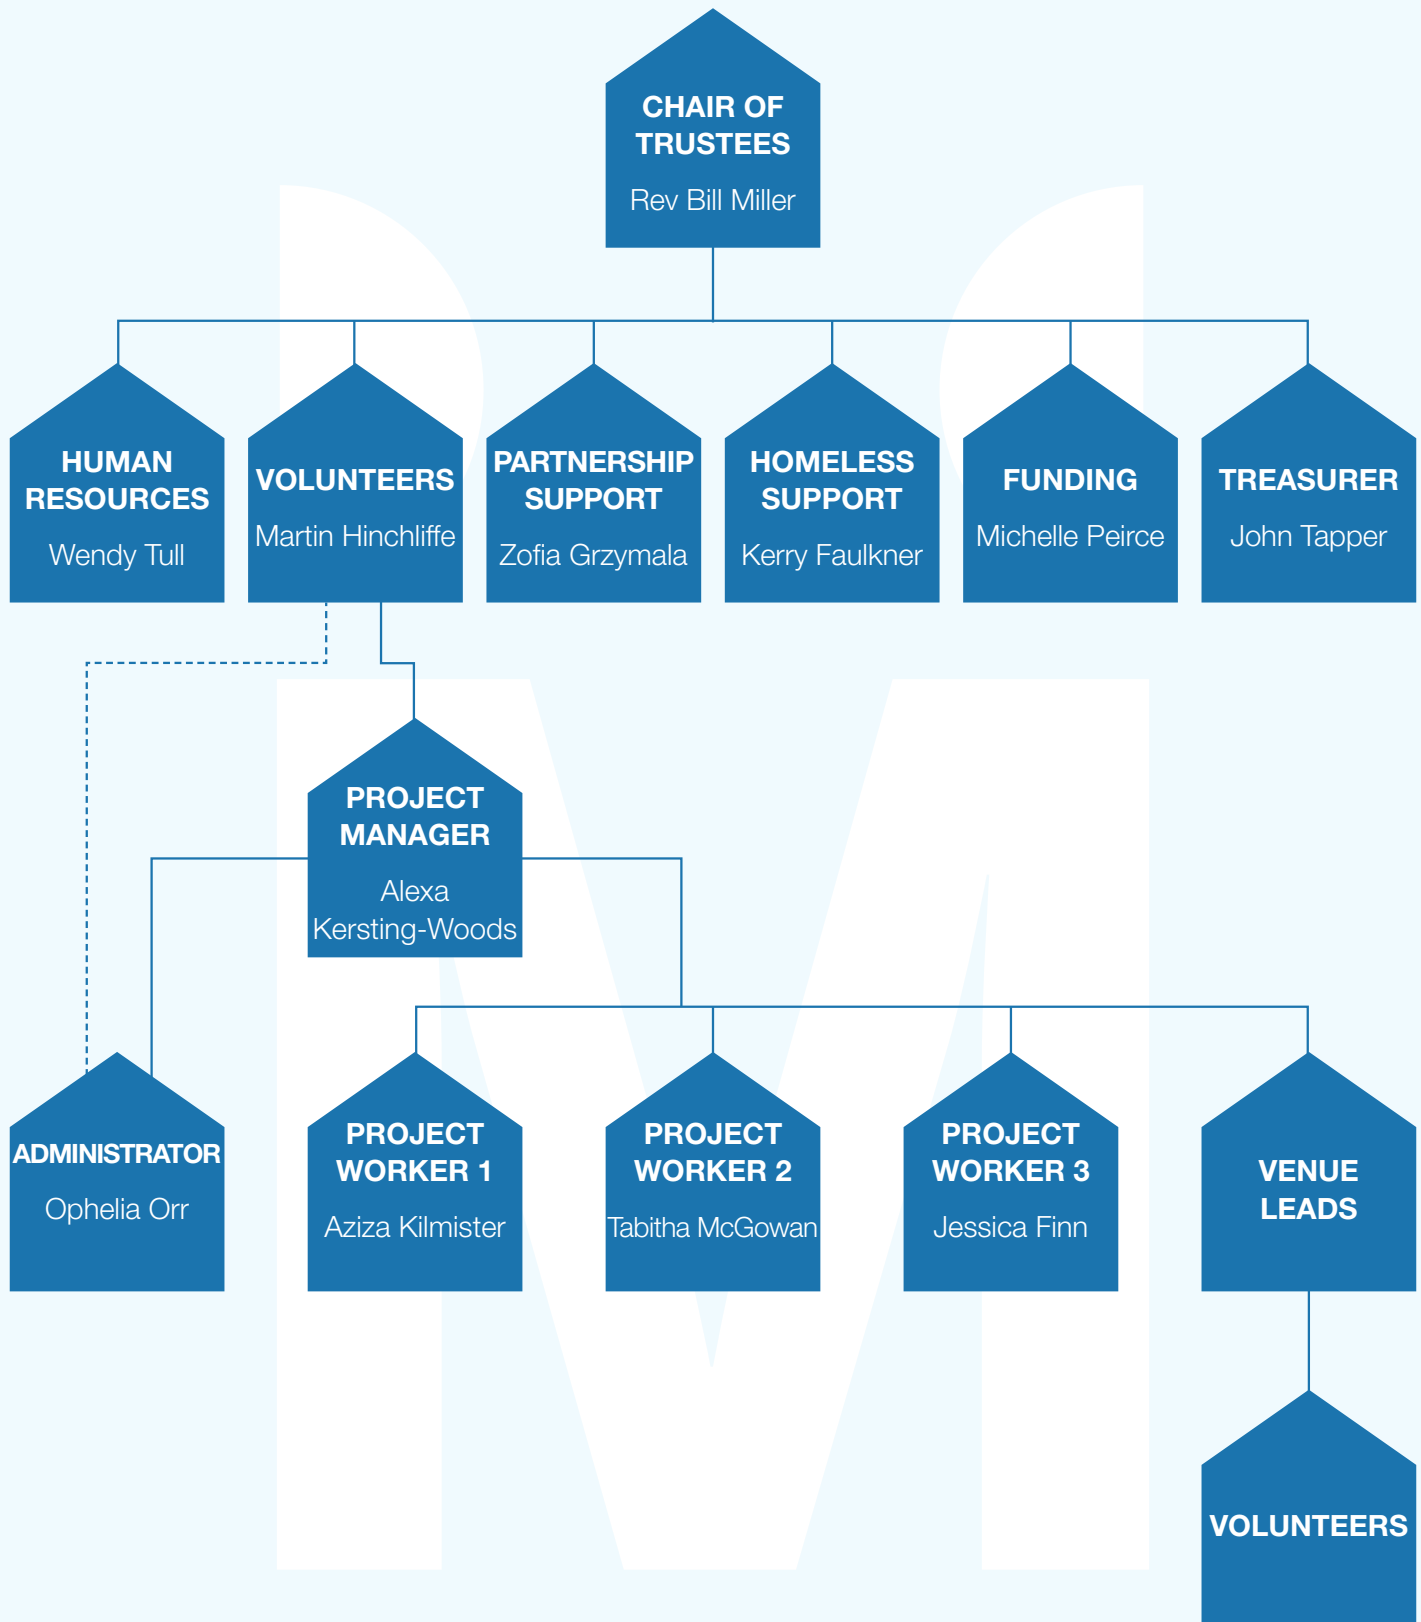 CHAIR OF
TRUSTEES
Rev Bill Miller
HUMAN
RESOURCES
Wendy Tull
VOLUNTEERS
Martin Hinchliffe
PARTNERSHIP
SUPPORT
Zofia Grzymala
HOMELESS
SUPPORT
Kerry Faulkner
FUNDING
Michelle Peirce
TREASURER
John Tapper
PROJECT
MANAGER
Alexa
Kersting-Woods
ADMINISTRATOR
Ophelia Orr
PROJECT
WORKER 1
Aziza Kilmister
PROJECT
WORKER 2
Tabitha McGowan
PROJECT
WORKER 3
Jessica Finn
VENUE
LEADS
VOLUNTEERS